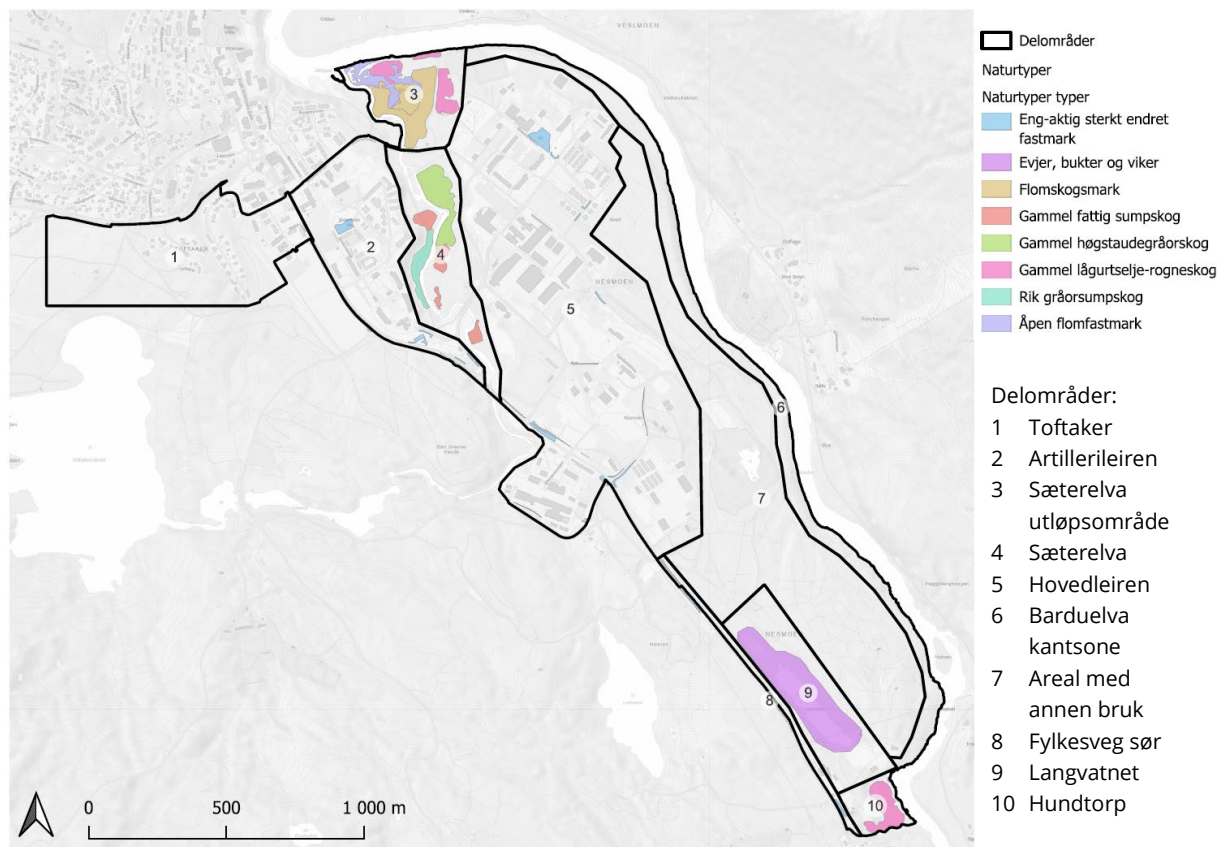 VESLMOEN
3
TOFTAKER
1
2
4
NESMOEN
5
6
7
NESMOEN
9
8
10
0 500 1 000 m
Delområder
Naturtyper
Naturtyper typer
Eng-aktig sterkt endret
fastmark
Evjer, bukter og viker
Flomskogsmark
Gammel fattig sumpskog
Gammel høgstaudegråorskog
Gammel lågurtselje-rogneskog
Rik gråorsumpskog
Åpen flomfastmark
Delområder:
1 Toftaker
2 Artillerileiren
3 Sæterelva
utløpsområde
4 Sæterelva
5 Hovedleiren
6 Barduelva
kantsone
7 Areal med
annen bruk
8 Fylkesveg sør
9 Langvatnet
10 Hundtorp